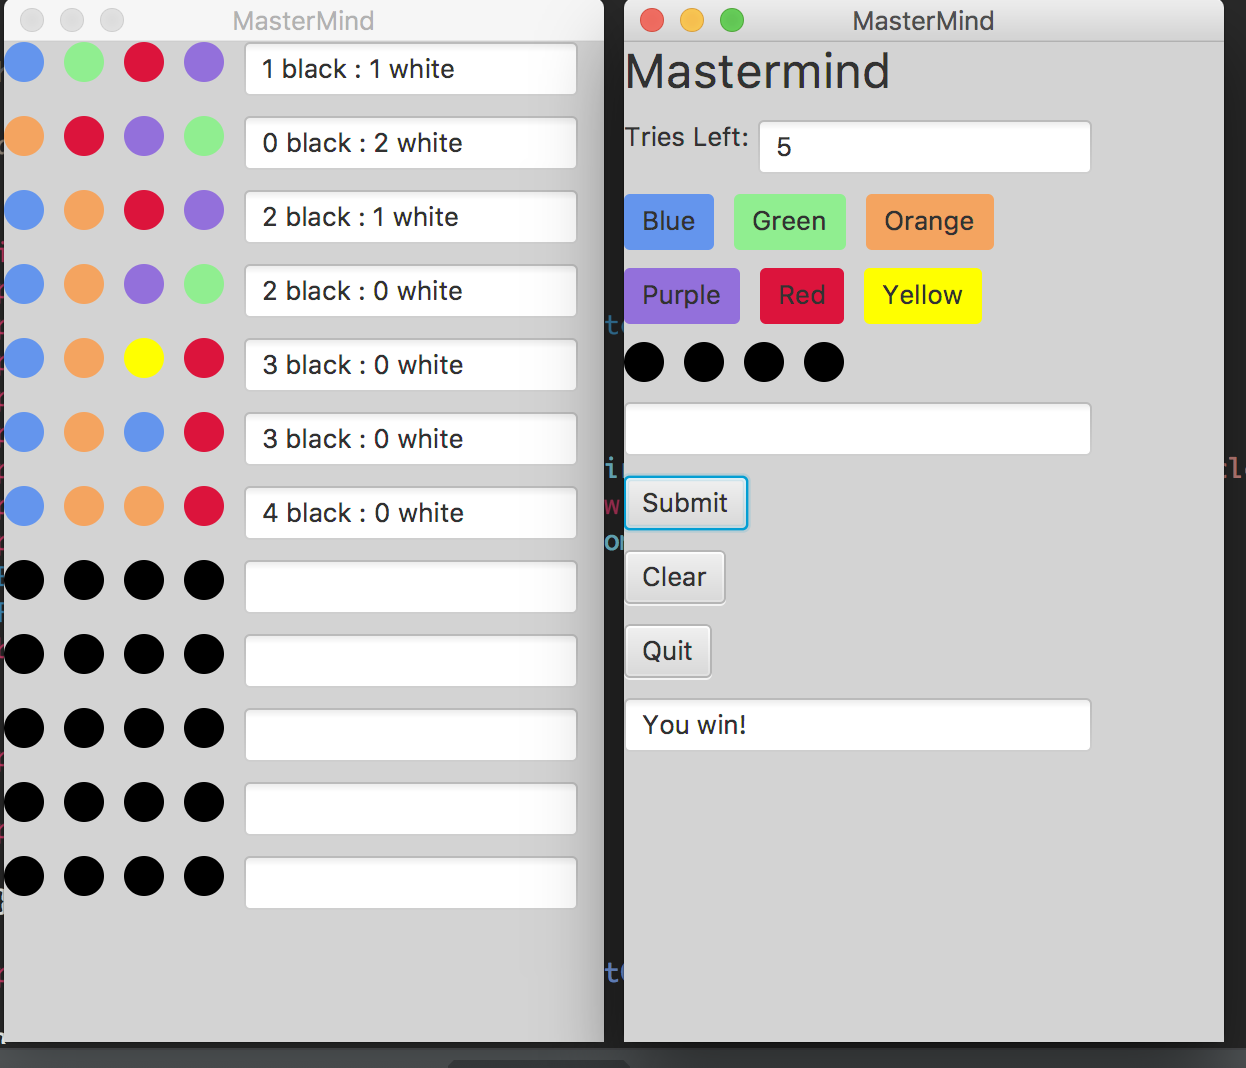 MasterMind
1 black : 1 white
0 black : 2 white
2 black : 1 white
2 black : 0 white
3 black : 0 white
3 black : 0 white
4 black : 0 white
MasterMind
Mastermind
Tries Left: 5
Blue Green Orange
Purple Red Yellow
Submit
Clear
Quit
You win!